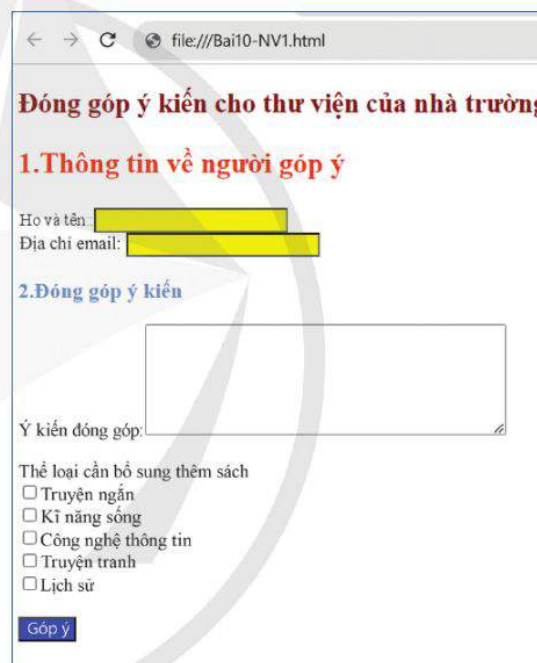 file:///Bai10-NV1.html
Đóng góp ý kiến cho thư viện của nhà trường
1.Thông tin về người góp ý
Họ và tên:
Địa chỉ email:
2.Đóng góp ý kiến
Ý kiến đóng góp:
Thể loại cần bổ sung thêm sách
Truyện ngắn
Kĩ năng sống
Công nghệ thông tin
Truyện tranh
Lịch sử
Góp ý